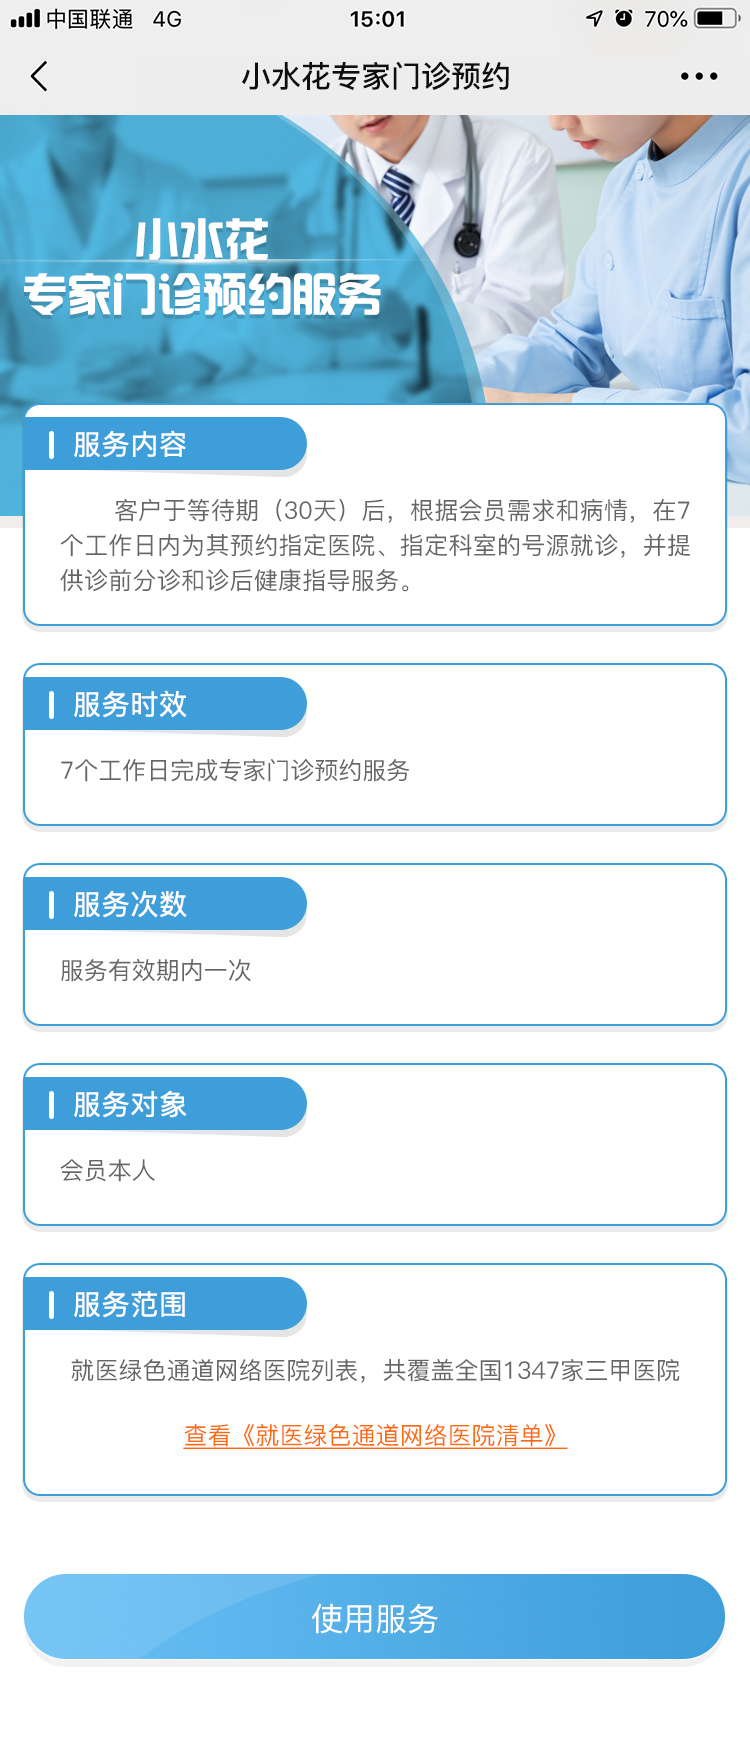 中国联通 4G 15:01 70%
小水花专家门诊预约
小水花
专家门诊预约服务
服务内容
客户于等待期（30天）后，根据会员需求和病情，在7
个工作日内为其预约指定医院、指定科室的号源就诊，并提
供诊前分诊和诊后健康指导服务。
服务时效
7个工作日完成专家门诊预约服务
服务次数
服务有效期内一次
服务对象
会员本人
服务范围
就医绿色通道网络医院列表，共覆盖全国1347家三甲医院
查看《就医绿色通道网络医院清单》
使用服务